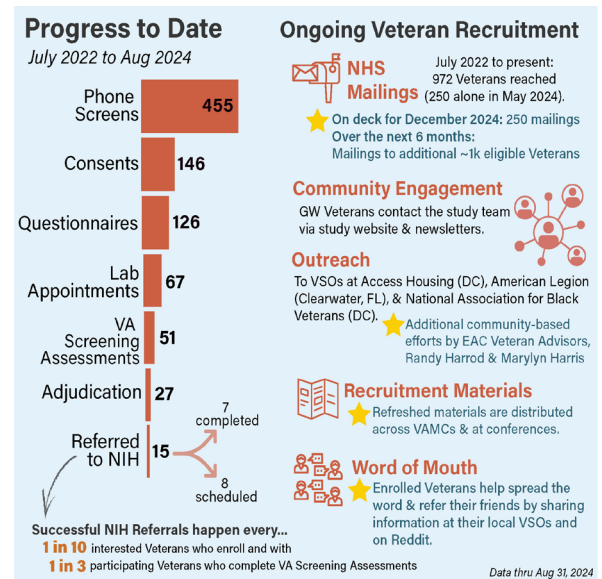 Progress to Date
July 2022 to Aug 2024
Phone
Screens
455
Consents
146
Questionnaires
126
Lab
Appointments
67
VA
Screening
Assessments
51
Adjudication
27
Referred
to NIH
15
7
completed
8
scheduled
Successful NIH Referrals happen every...
1 in 10 interested Veterans who enroll and with
1 in 3 participating Veterans who complete VA Screening Assessments
Ongoing Veteran Recruitment
NHS
Mailings
July 2022 to present:
972 Veterans reached
(250 alone in May 2024).
On deck for December 2024: 250 mailings
Over the next 6 months:
Mailings to additional ~1k eligible Veterans
Community Engagement
GW Veterans contact the study team
via study website & newsletters.
Outreach
To VSOs at Access Housing (DC), American Legion
(Clearwater, FL), & National Association for Black
Veterans (DC).
Additional community-based
efforts by EAC Veteran Advisors,
Randy Harrod & Marylyn Harris
Recruitment Materials
Refreshed materials are distributed
across VAMCs & at conferences.
Word of Mouth
Enrolled Veterans help spread the
word & refer their friends by sharing
information at their local VSOs and
on Reddit.
Data thru Aug 31, 2024